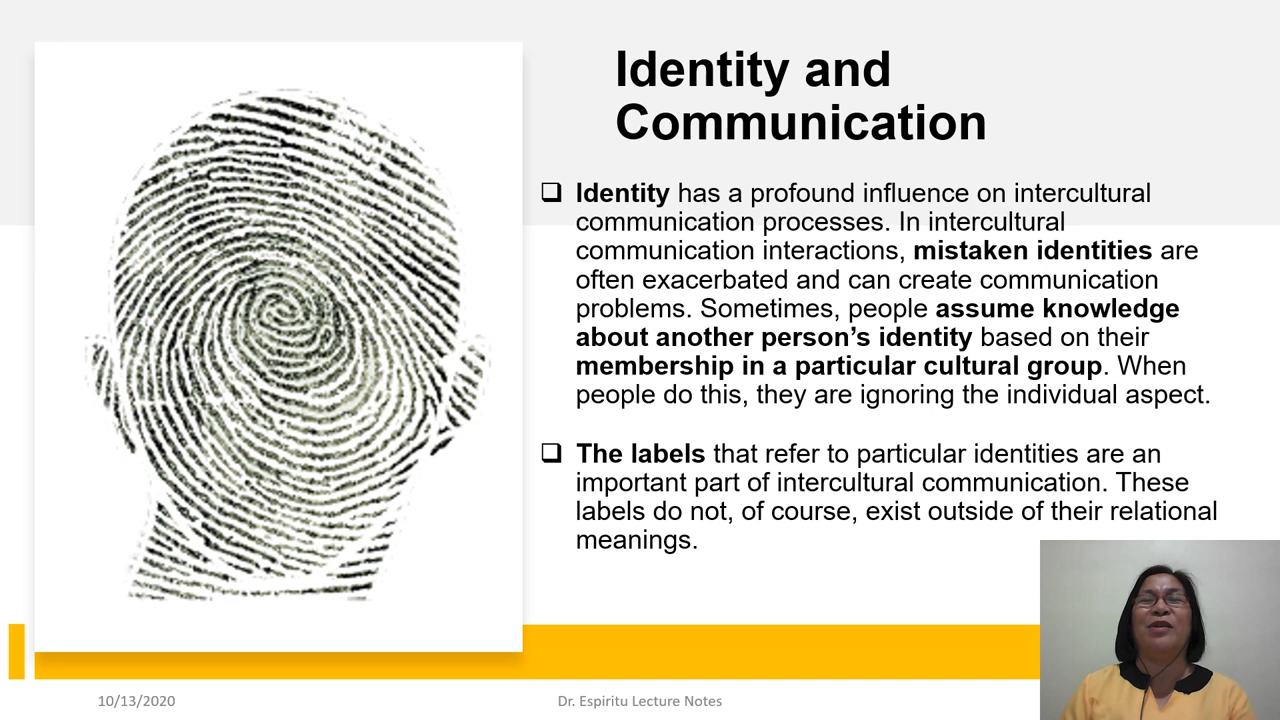 Identity and
Communication
Identity has a profound influence on intercultural
communication processes. In intercultural
communication interactions, mistaken identities are
often exacerbated and can create communication
problems. Sometimes, people assume knowledge
about another person’s identity based on their
membership in a particular cultural group. When
people do this, they are ignoring the individual aspect.
The labels that refer to particular identities are an
important part of intercultural communication. These
labels do not, of course, exist outside of their relational
meanings.
10/13/2020
Dr. Espiritu Lecture Notes